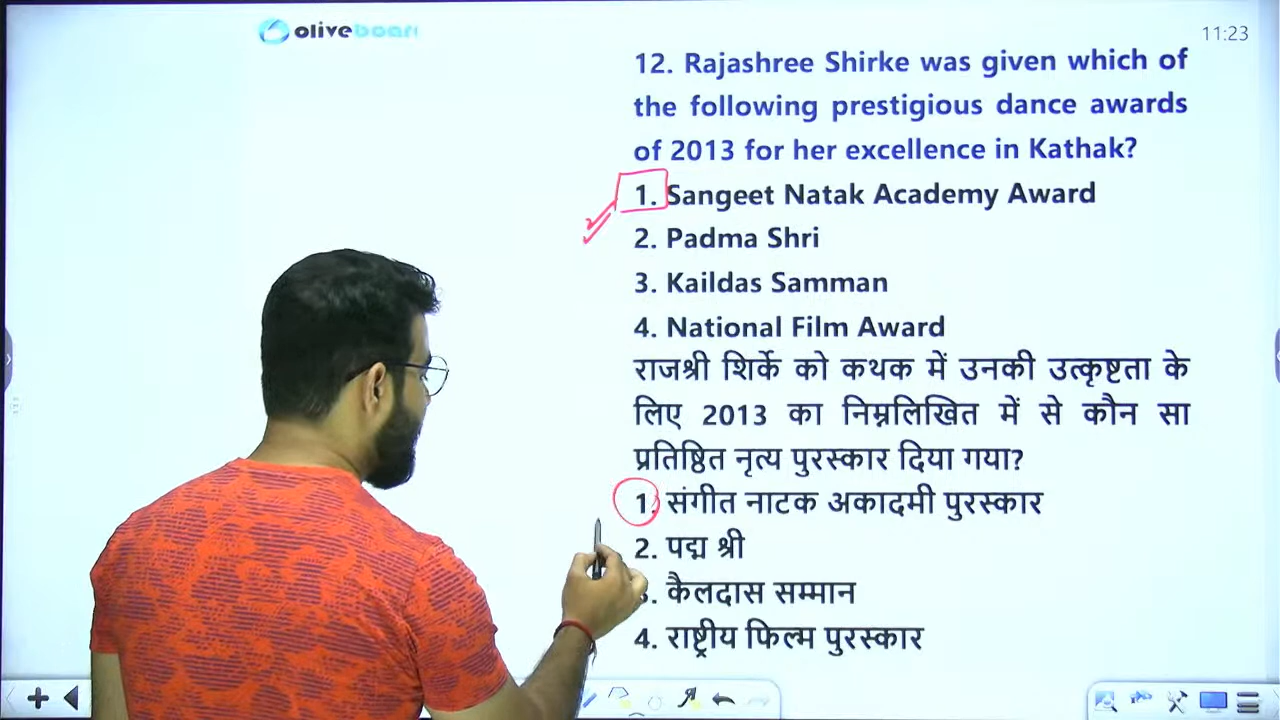 oliveboard
11:23
12. Rajashree Shirke was given which of
the following prestigious dance awards
of 2013 for her excellence in Kathak?
1. Sangeet Natak Academy Award
2. Padma Shri
3. Kaildas Samman
4. National Film Award
राजश्री शिर्के को कथक में उनकी उत्कृष्टता के
लिए 2013 का निम्नलिखित में से कौन सा
प्रतिष्ठित नृत्य पुरस्कार दिया गया?
1. संगीत नाटक अकादमी पुरस्कार
2. पद्म श्री
3. कैलदास सम्मान
4. राष्ट्रीय फिल्म पुरस्कार